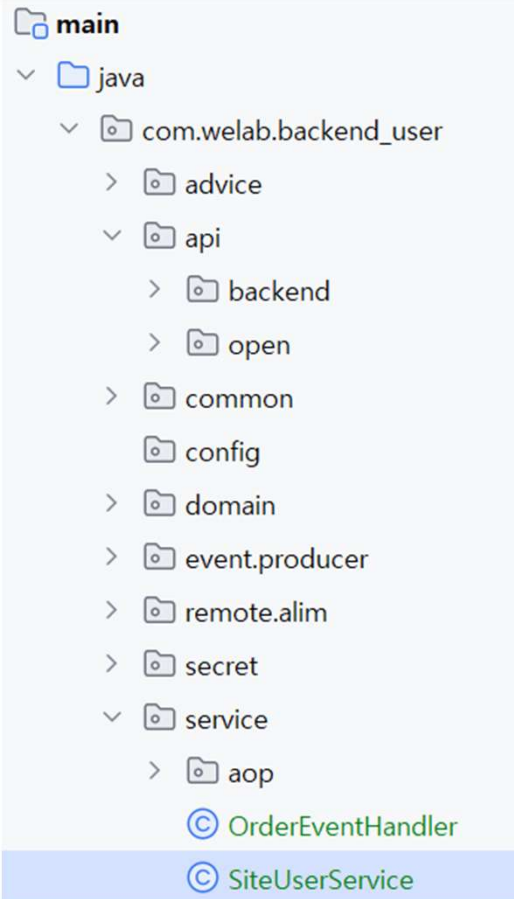 main
java
com.welab.backend_user
advice
api
backend
open
common
config
domain
event.producer
remote.alim
secret
service
aop
OrderEventHandler
SiteUserService